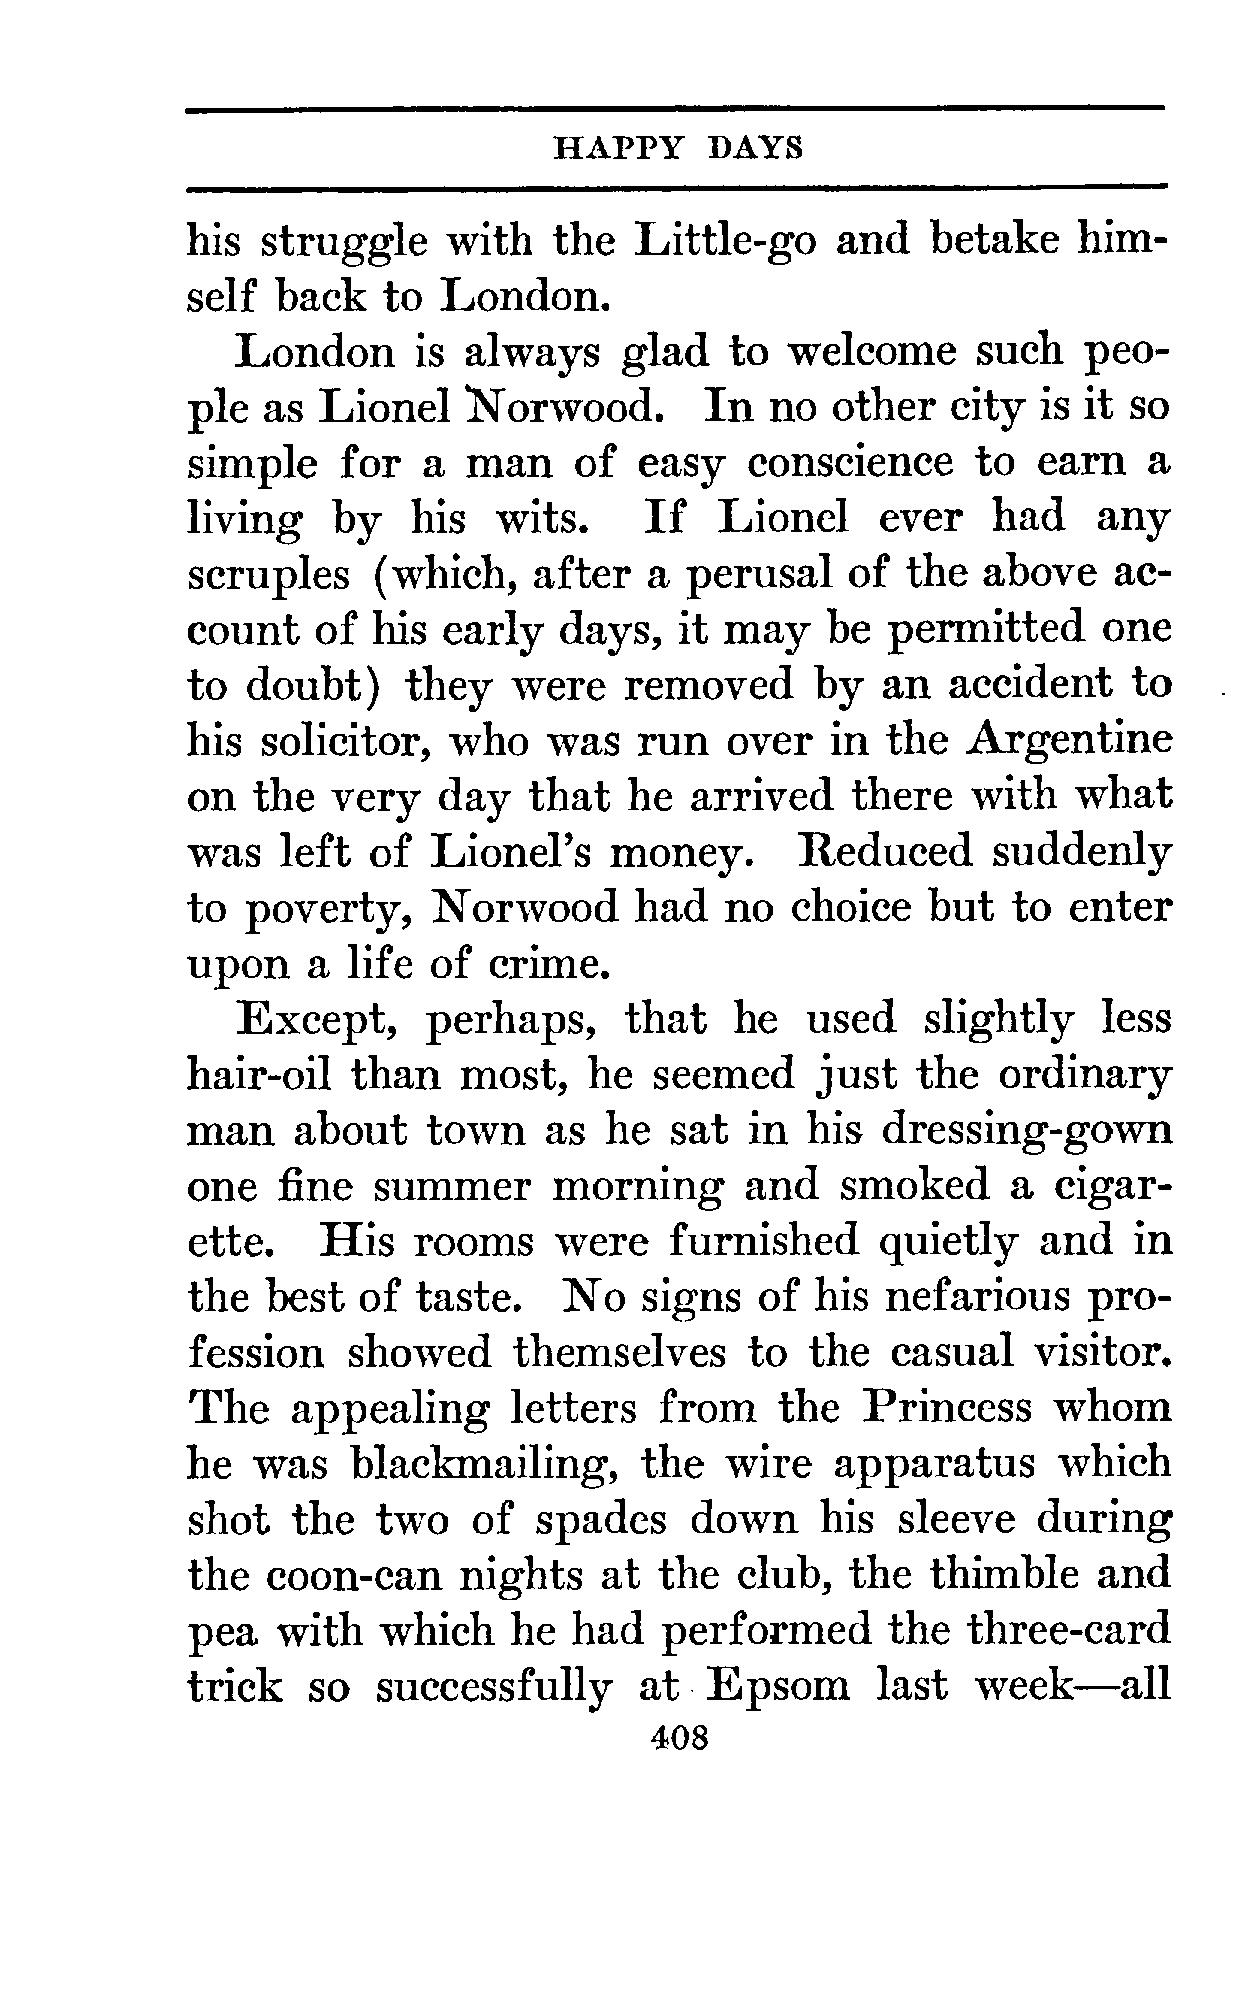 HAPPY DAYS
his struggle with the Little-go and betake him-
self back to London.
London is always glad to welcome such peo-
ple as Lionel Norwood. In no other city is it so
simple for a man of easy conscience to earn a
living by his wits. If Lionel ever had any
scruples (which, after a perusal of the above ac-
count of his early days, it may be permitted one
to doubt) they were removed by an accident to
his solicitor, who was run over in the Argentine
on the very day that he arrived there with what
was left of Lionel's money. Reduced suddenly
to poverty, Norwood had no choice but to enter
upon a life of crime.
Except, perhaps, that he used slightly less
hair-oil than most, he seemed just the ordinary
man about town as he sat in his dressing-gown
one fine summer morning and smoked a cigar-
ette. His rooms were furnished quietly and in
the best of taste. No signs of his nefarious pro-
fession showed themselves to the casual visitor.
The appealing letters from the Princess whom
he was blackmailing, the wire apparatus which
shot the two of spades down his sleeve during
the coon-can nights at the club, the thimble and
pea with which he had performed the three-card
trick so successfully at Epsom last week—all
408